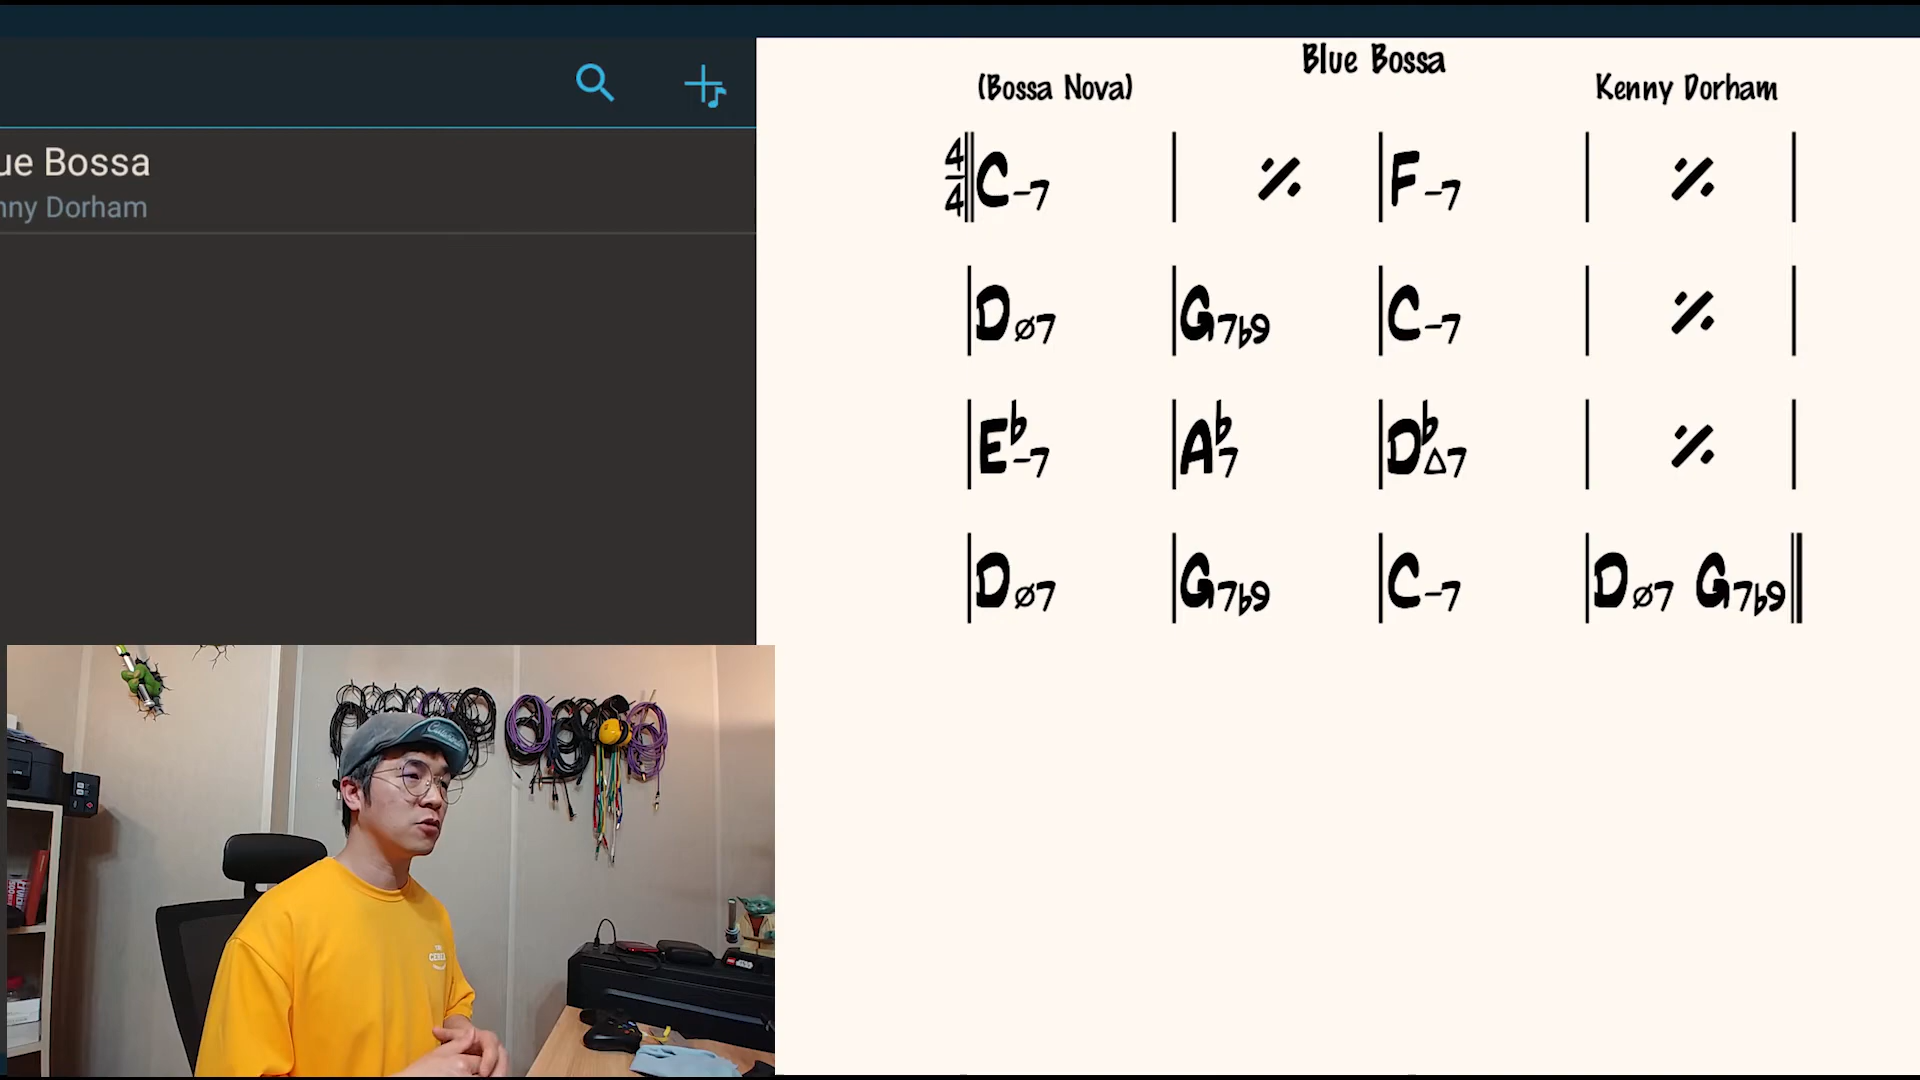 Blue Bossa
(Bossa Nova) Kenny Dorham
ue Bossa
nny Dorham
4/4 C-7 | 𝄎 | F-7 | 𝄎 |
| Dø7 | G7♭9 | C-7 | 𝄎 |
| E♭-7 | A♭7 | D♭△7 | 𝄎 |
| Dø7 | G7♭9 | C-7 | Dø7 G7♭9 ||